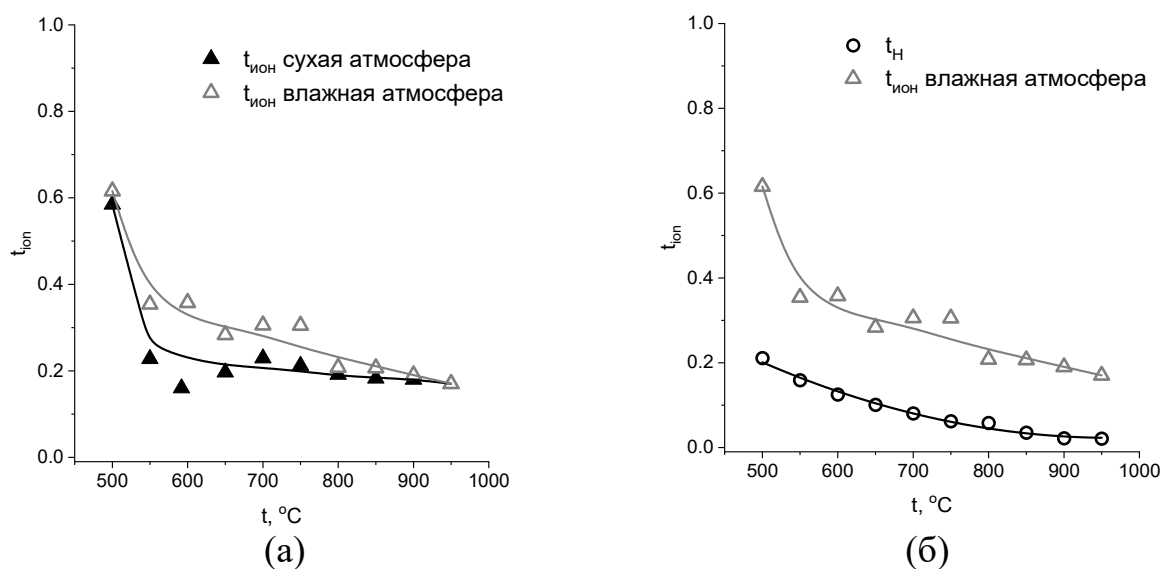 t_ион сухая атмосфера
t_ион влажная атмосфера
1.0
0.8
0.6
0.4
0.2
0.0
t_ion
500 600 700 800 900 1000
t, °C
(а)
t_H
t_ион влажная атмосфера
1.0
0.8
0.6
0.4
0.2
0.0
t_ion
500 600 700 800 900 1000
t, °C
(б)